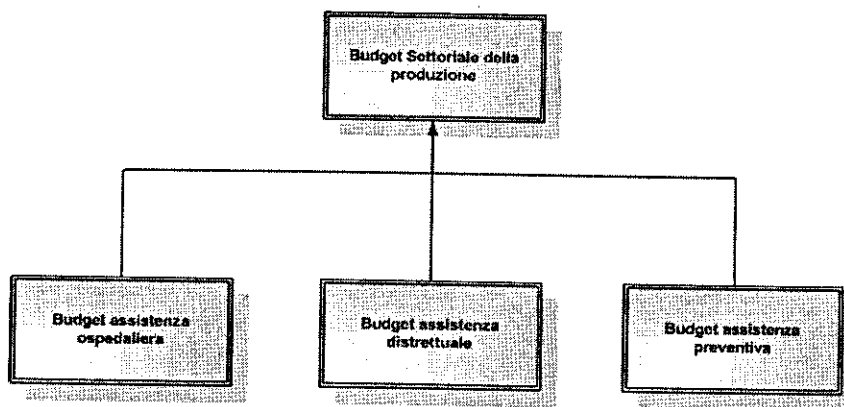 Budget Settoriale della
produzione
Budget assistenza
ospedaliera
Budget assistenza
distrettuale
Budget assistenza
preventiva